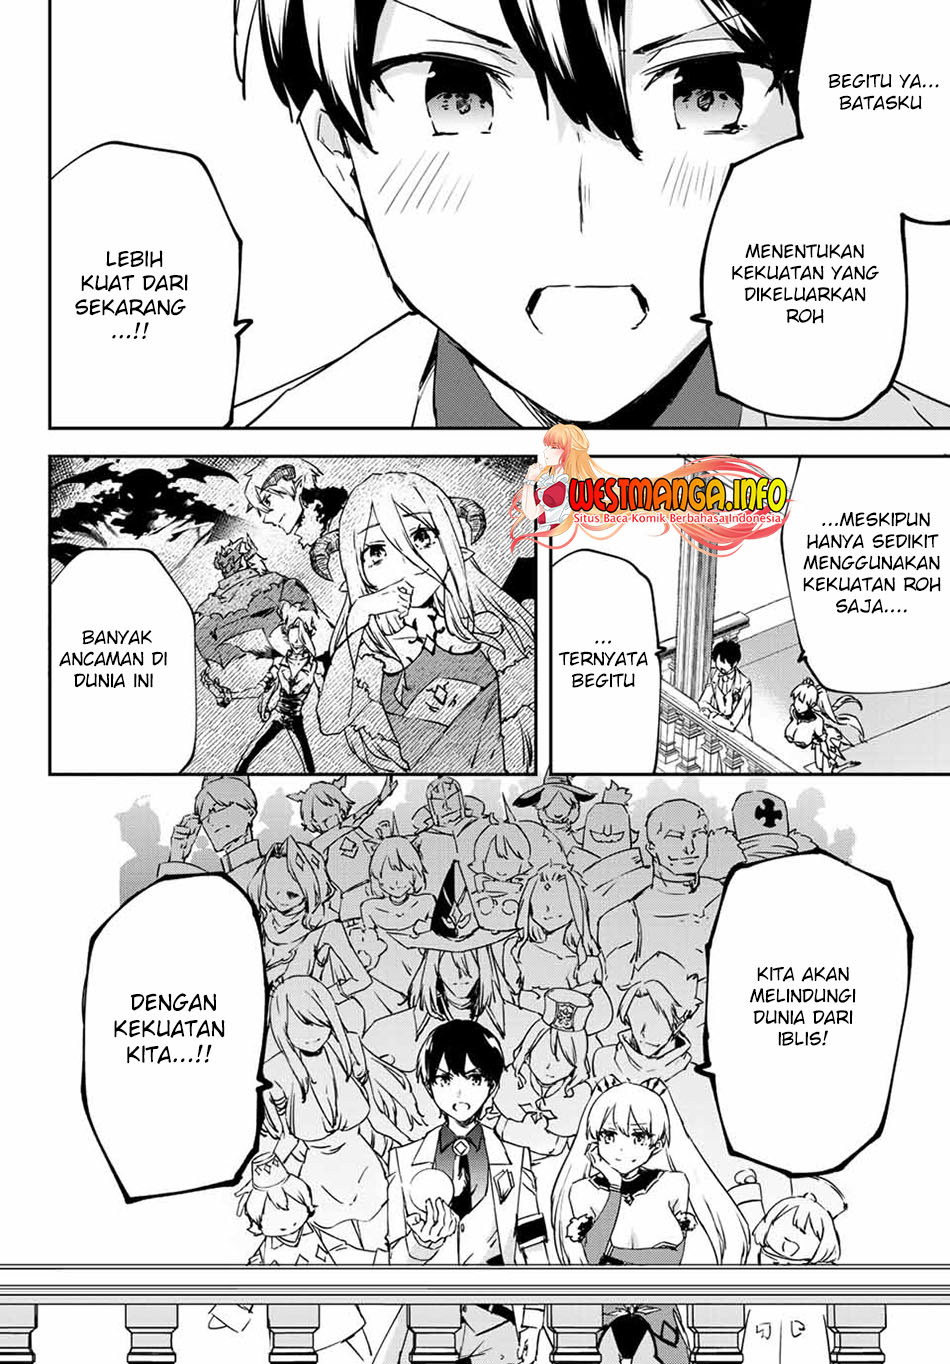 BEGITU YA...
BATASKU
MENENTUKAN
KEKUATAN YANG
DIKELUARKAN
ROH
LEBIH
KUAT DARI
SEKARANG
...!!
WESTMANGA.INFO
Situs Baca Komik Berbahasa Indonesia
...MESKIPUN
HANYA SEDIKIT
MENGGUNAKAN
KEKUATAN ROH
SAJA....
...
TERNYATA
BEGITU
BANYAK
ANCAMAN DI
DUNIA INI
KITA AKAN
MELINDUNGI
DUNIA DARI
IBLIS!
DENGAN
KEKUATAN
KITA...!!